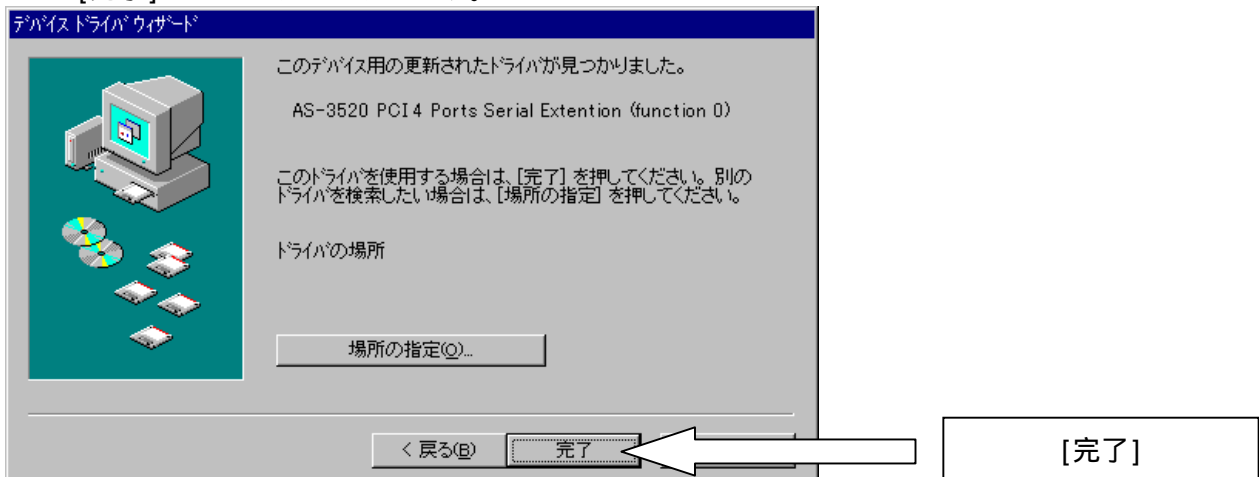 デバイス ドライバ ウィザード
このデバイス用の更新されたドライバが見つかりました。
AS-3520 PCI 4 Ports Serial Extention (function 0)
このドライバを使用する場合は、[完了] を押してください。別の
ドライバを検索したい場合は、[場所の指定] を押してください。
ドライバの場所
場所の指定(O)...
< 戻る(B)
完了
[完了]